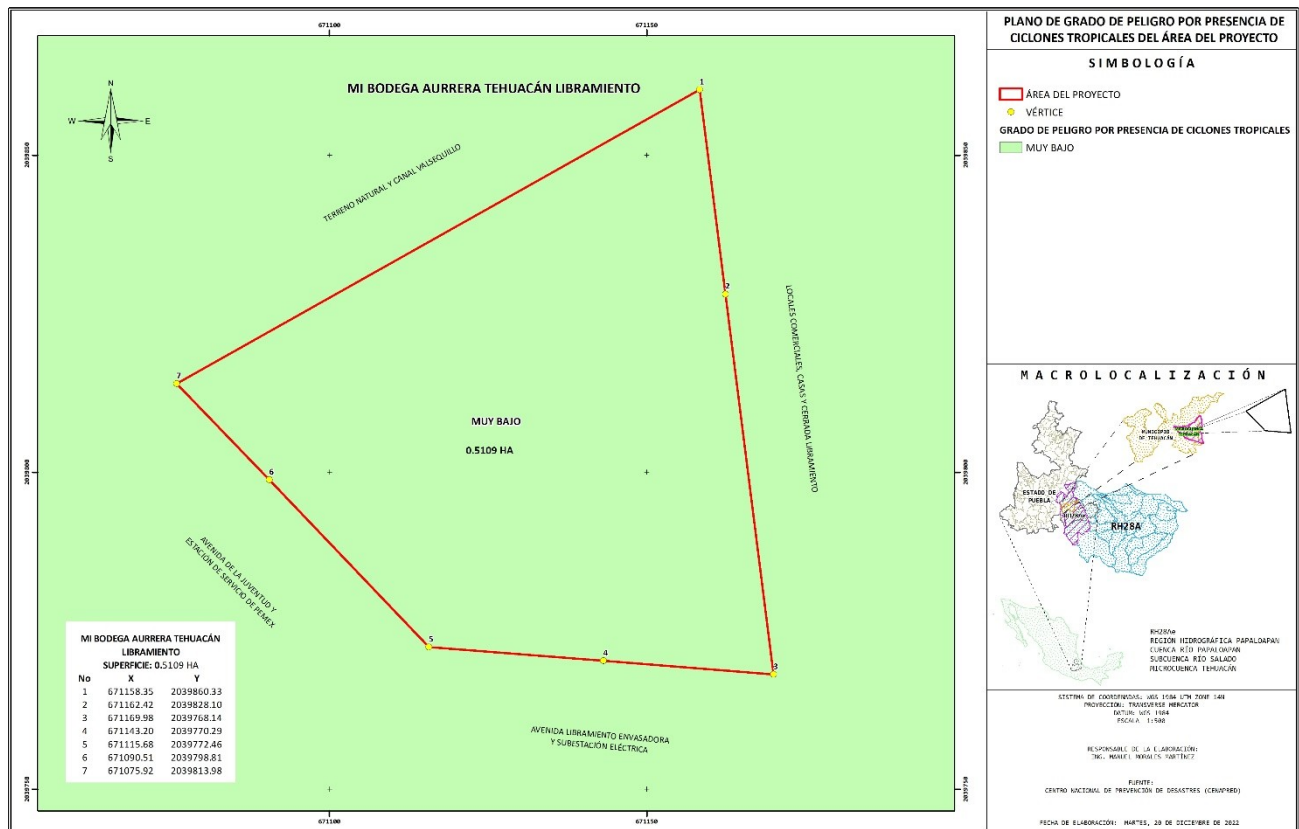 671100
671150
PLANO DE GRADO DE PELIGRO POR PRESENCIA DE
CICLONES TROPICALES DEL ÁREA DEL PROYECTO
SIMBOLOGÍA
ÁREA DEL PROYECTO
VÉRTICE
GRADO DE PELIGRO POR PRESENCIA DE CICLONES TROPICALES
MUY BAJO
MI BODEGA AURRERA TEHUACÁN LIBRAMIENTO
N
W
E
S
1
2
3
4
5
6
7
2039850
2039850
2039800
2039800
2039750
2039750
TERRENO NATURAL Y CANAL VALSEQUILLO
LOCALES COMERCIALES, CASAS Y CERRADA LIBRAMIENTO
MUY BAJO
0.5109 HA
AVENIDA DE LA JUVENTUD Y
ESTACIÓN DE SERVICIO DE PEMEX
AVENIDA LIBRAMIENTO ENVASADORA
Y SUBESTACIÓN ELÉCTRICA
MI BODEGA AURRERA TEHUACÁN
LIBRAMIENTO
SUPERFICIE: 0.5109 HA
No X Y
1 671158.35 2039860.33
2 671162.42 2039828.10
3 671169.98 2039768.14
4 671143.20 2039770.29
5 671115.68 2039772.46
6 671090.51 2039798.81
7 671075.92 2039813.98
671100
671150
MACROLOCALIZACIÓN
MUNICIPIO
DE TEHUACÁN
ESTADO DE
PUEBLA
RH28A
RH28Ae
REGIÓN HIDROGRÁFICA PAPALOAPAN
CUENCA RÍO PAPALOAPAN
SUBCUENCA RÍO SALADO
MICROCUENCA TEHUACÁN
SISTEMA DE COORDENADAS: WGS 1984 UTM ZONE 14N
PROYECCIÓN: TRANSVERSE MERCATOR
DATUM: WGS 1984
ESCALA 1:500
RESPONSABLE DE LA ELABORACIÓN:
ING. MANUEL MORALES MARTÍNEZ
FUENTE:
CENTRO NACIONAL DE PREVENCIÓN DE DESASTRES (CENAPRED)
FECHA DE ELABORACIÓN: MARTES, 20 DE DICIEMBRE DE 2022